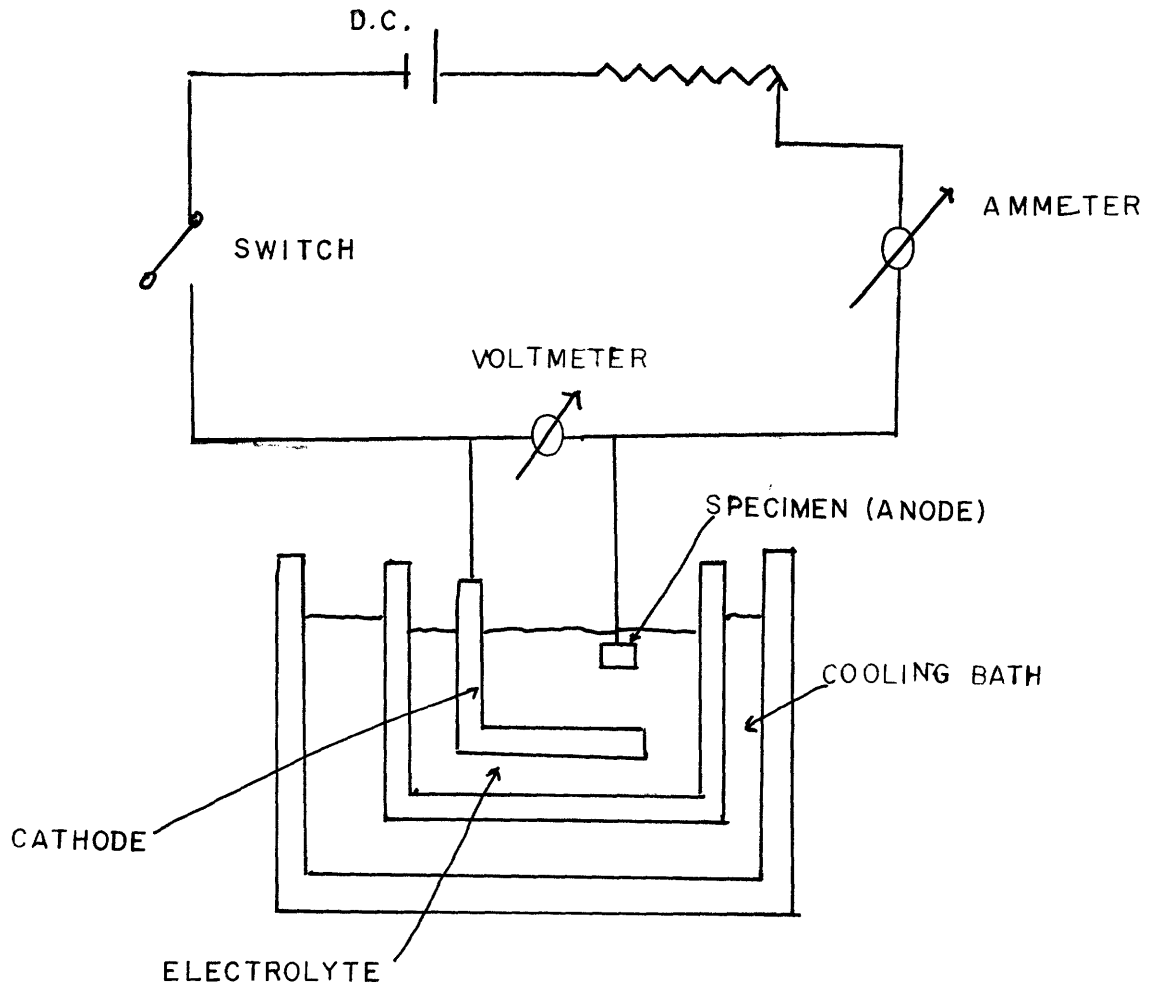 D.C.
AMMETER
SWITCH
VOLTMETER
SPECIMEN (ANODE)
COOLING BATH
CATHODE
ELECTROLYTE